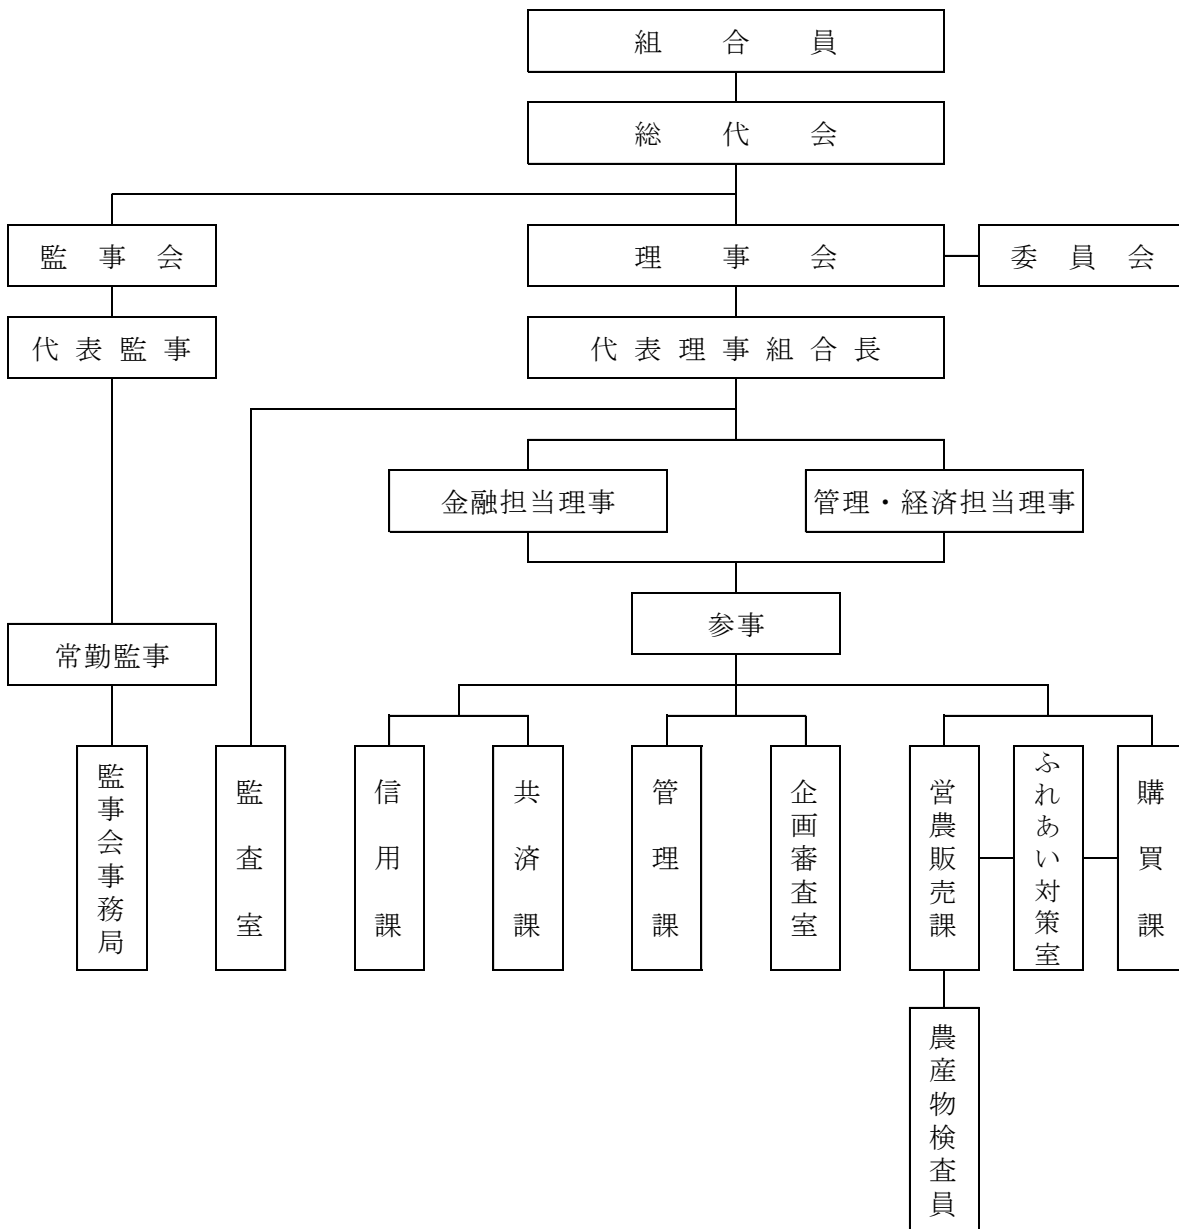 組合員
総代会
監事会
理事会
委員会
代表監事
代表理事組合長
金融担当理事
管理・経済担当理事
参事
常勤監事
監事会事務局
監査室
信用課
共済課
管理課
企画審査室
営農販売課
ふれあい対策室
購買課
農産物検査員